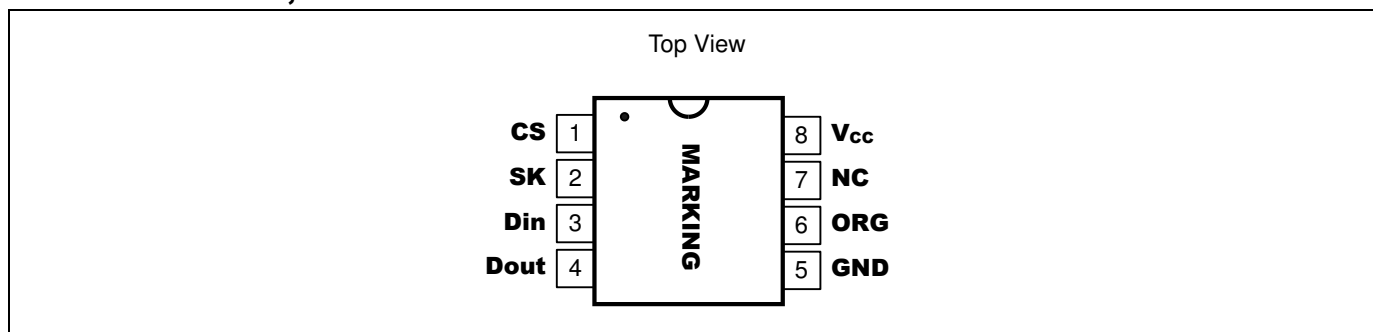 Top View
CS 1
SK 2
Din 3
Dout 4
MARKING
8 Vcc
7 NC
6 ORG
5 GND